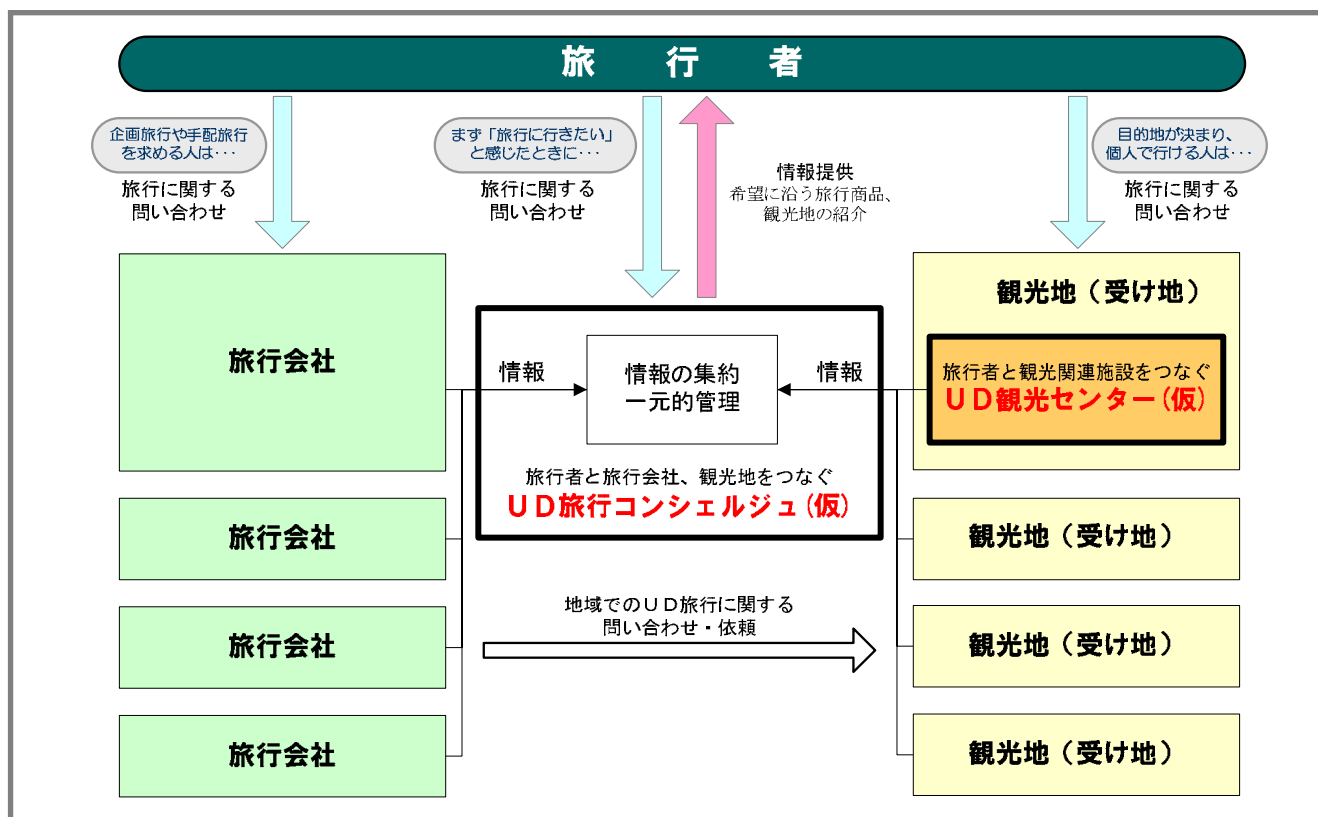 旅　行　者
企画旅行や手配旅行
を求める人は･･･
旅行に関する
問い合わせ
まず「旅行に行きたい」
と感じたときに･･･
旅行に関する
問い合わせ
情報提供
希望に沿う旅行商品、
観光地の紹介
目的地が決まり、
個人で行ける人は･･･
旅行に関する
問い合わせ
旅行会社
旅行会社
旅行会社
旅行会社
情報
情報の集約
一元的管理
情報
旅行者と旅行会社、観光地をつなぐ
ＵＤ旅行コンシェルジュ(仮)
地域でのＵＤ旅行に関する
問い合わせ・依頼
観光地（受け地）
旅行者と観光関連施設をつなぐ
ＵＤ観光センター(仮)
観光地（受け地）
観光地（受け地）
観光地（受け地）